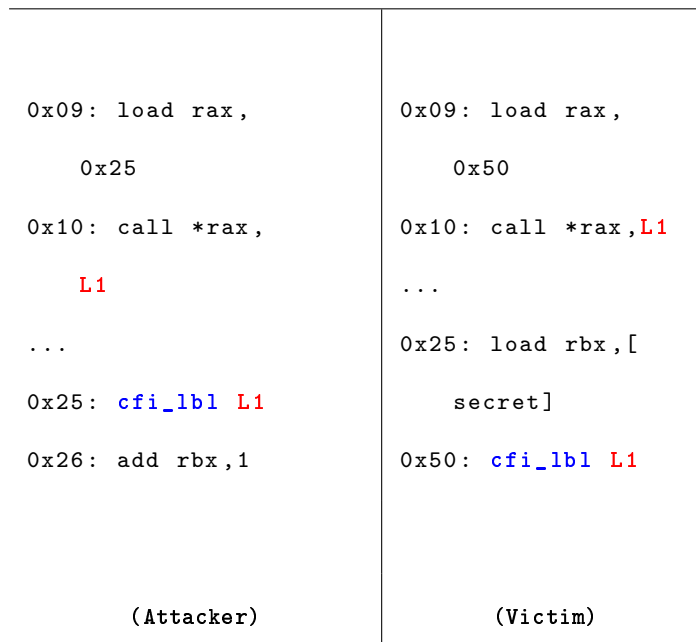 0x09: load rax,
0x25
0x10: call *rax,
L1
...
0x25: cfi_lbl L1
0x26: add rbx,1
(Attacker)
0x09: load rax,
0x50
0x10: call *rax,L1
...
0x25: load rbx,[
secret]
0x50: cfi_lbl L1
(Victim)